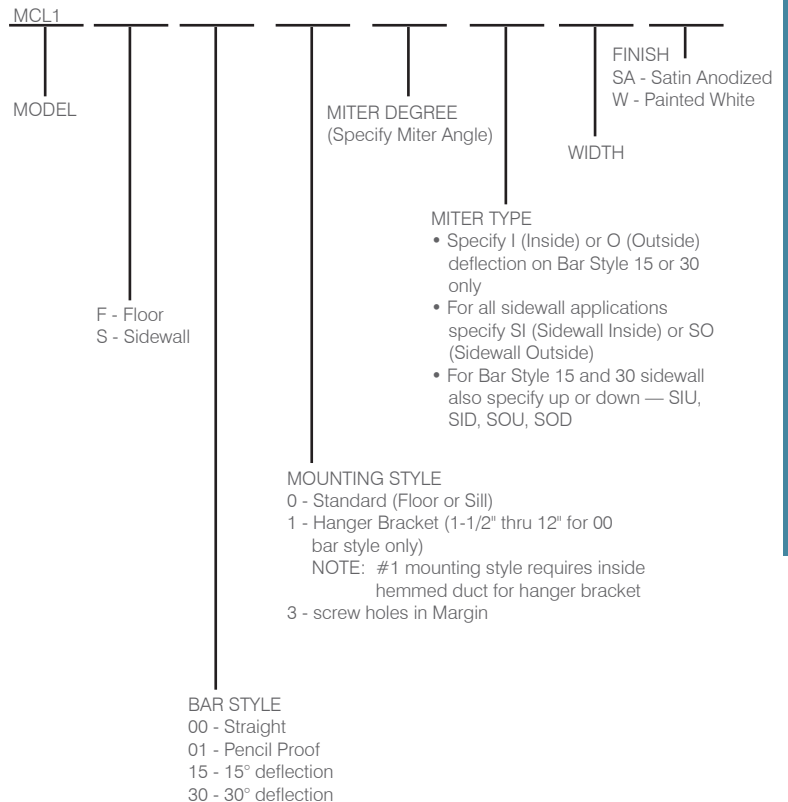 MCL1
MODEL
F - Floor
S - Sidewall
BAR STYLE
00 - Straight
01 - Pencil Proof
15 - 15° deflection
30 - 30° deflection
MOUNTING STYLE
0 - Standard (Floor or Sill)
1 - Hanger Bracket (1-1/2" thru 12" for 00
bar style only)
NOTE: #1 mounting style requires inside
hemmed duct for hanger bracket
3 - screw holes in Margin
MITER DEGREE
(Specify Miter Angle)
MITER TYPE
• Specify I (Inside) or O (Outside)
deflection on Bar Style 15 or 30
only
• For all sidewall applications
specify SI (Sidewall Inside) or SO
(Sidewall Outside)
• For Bar Style 15 and 30 sidewall
also specify up or down — SIU,
SID, SOU, SOD
WIDTH
FINISH
SA - Satin Anodized
W - Painted White